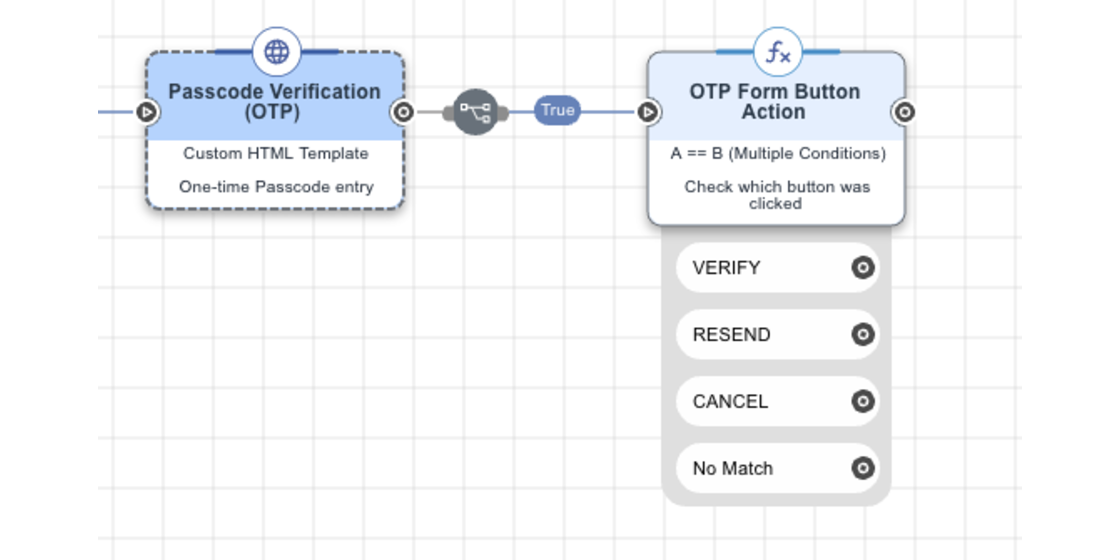 Passcode Verification
(OTP)
Custom HTML Template
One-time Passcode entry
True
fx
OTP Form Button
Action
A == B (Multiple Conditions)
Check which button was
clicked
VERIFY
RESEND
CANCEL
No Match